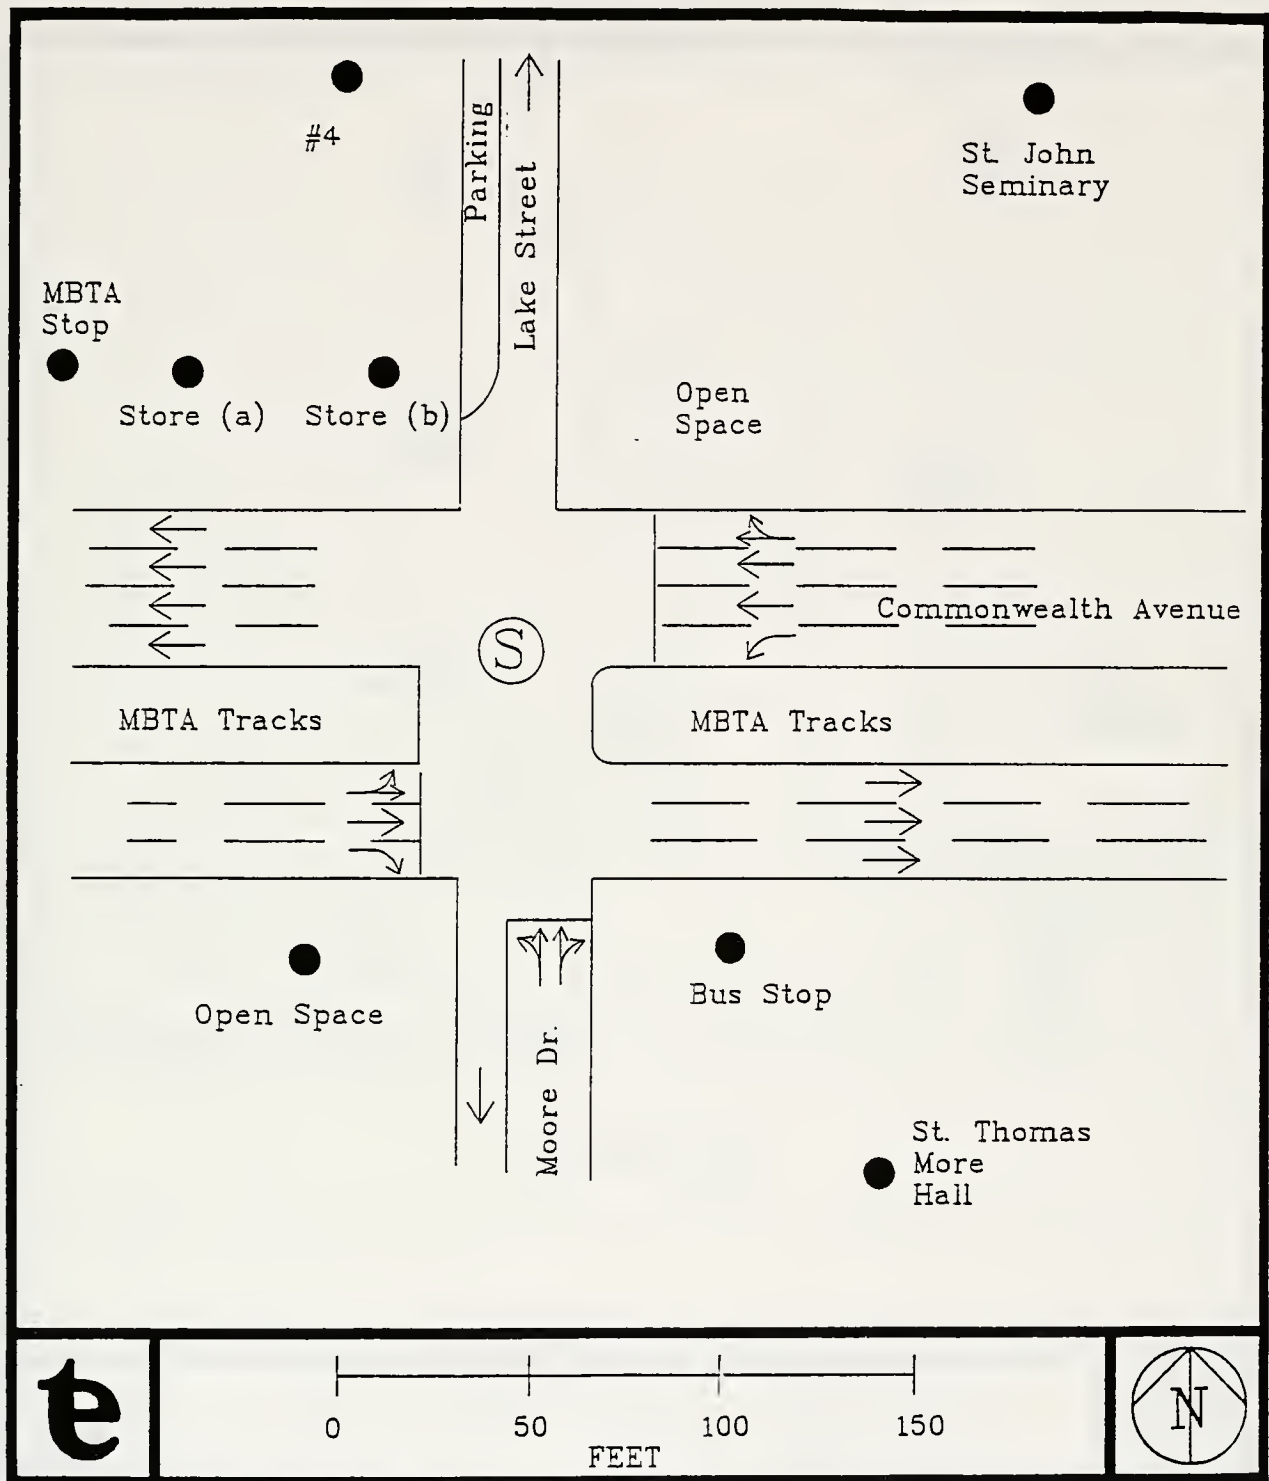 #4
Parking
Lake Street
St. John
Seminary
MBTA
Stop
Store (a)
Store (b)
Open
Space
Commonwealth Avenue
S
MBTA Tracks
MBTA Tracks
Open Space
Moore Dr.
Bus Stop
St. Thomas
More
Hall
te
0
50
100
150
FEET
N